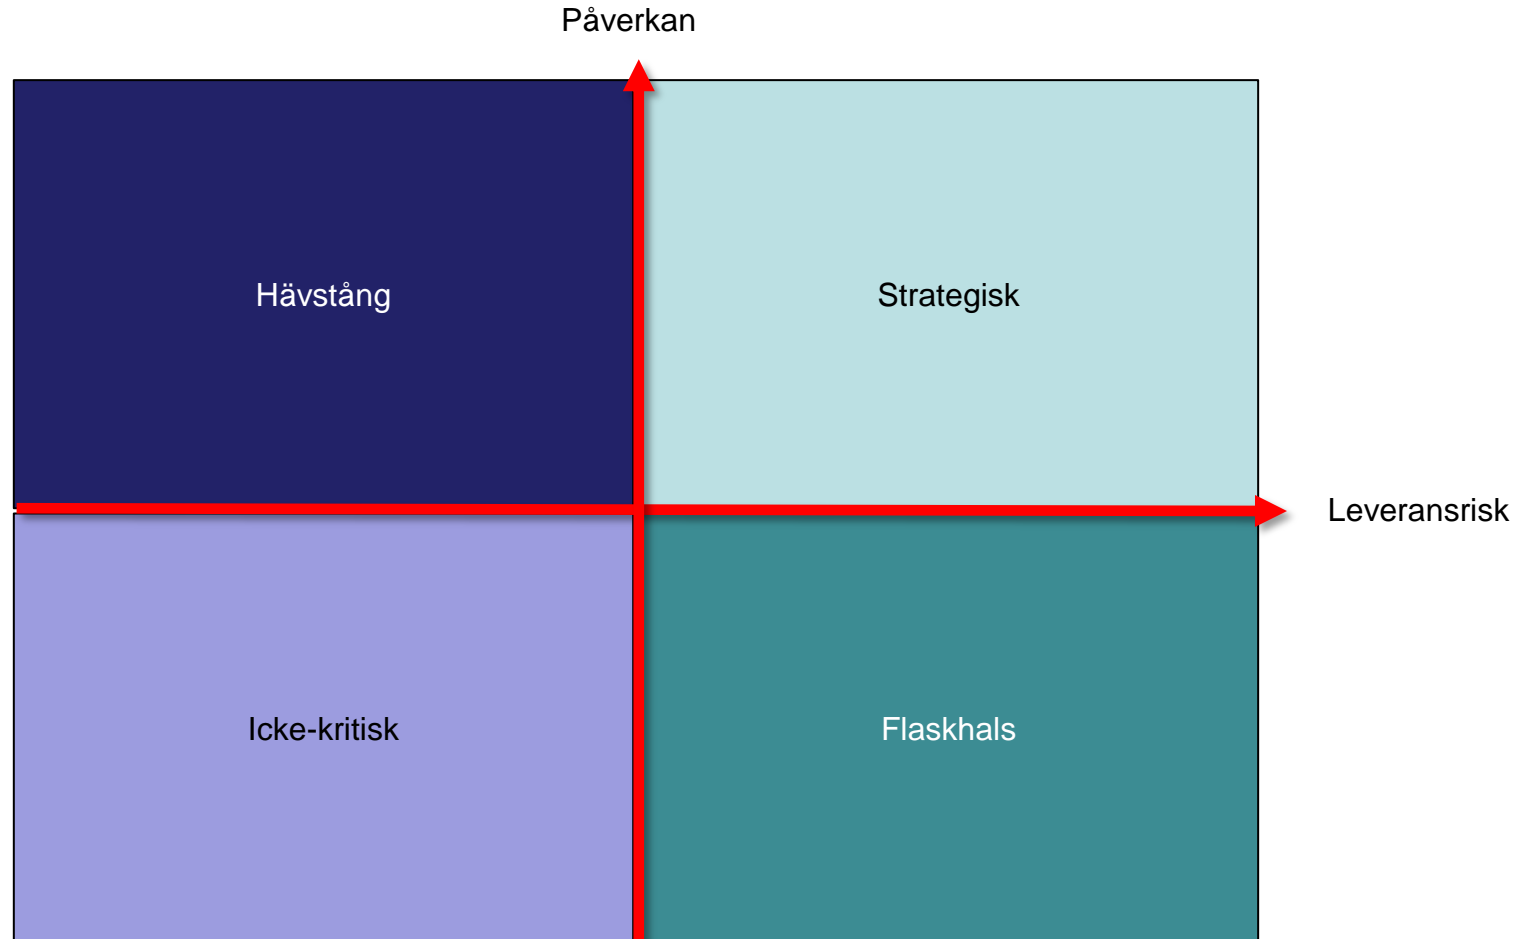 Påverkan
Hävstång
Strategisk
Leveransrisk
Icke-kritisk
Flaskhals